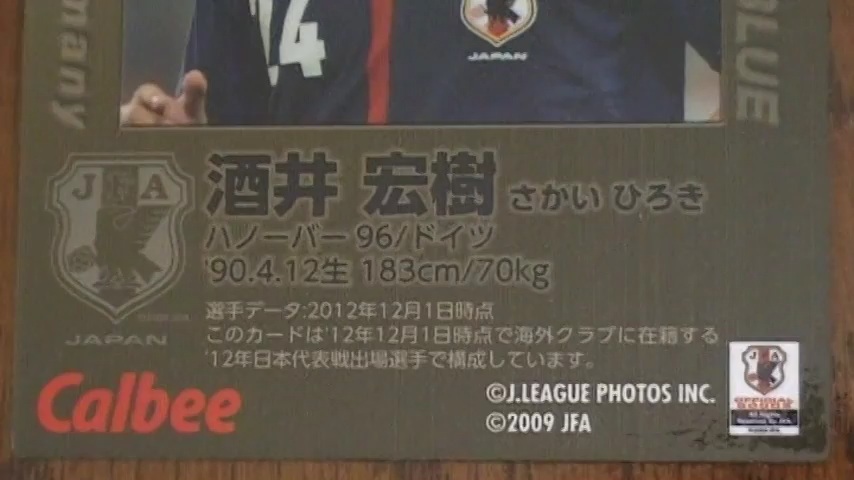 many
24
JAPAN
BLUE
JFA
JAPAN
酒井 宏樹 さかい ひろき
ハノーバー 96/ドイツ
'90.4.12生 183cm/70kg
選手データ:2012年12月1日時点
このカードは'12年12月1日時点で海外クラブに在籍する
'12年日本代表戦出場選手で構成しています。
Calbee
©J.LEAGUE PHOTOS INC.
©2009 JFA
JFA
OFFICIAL